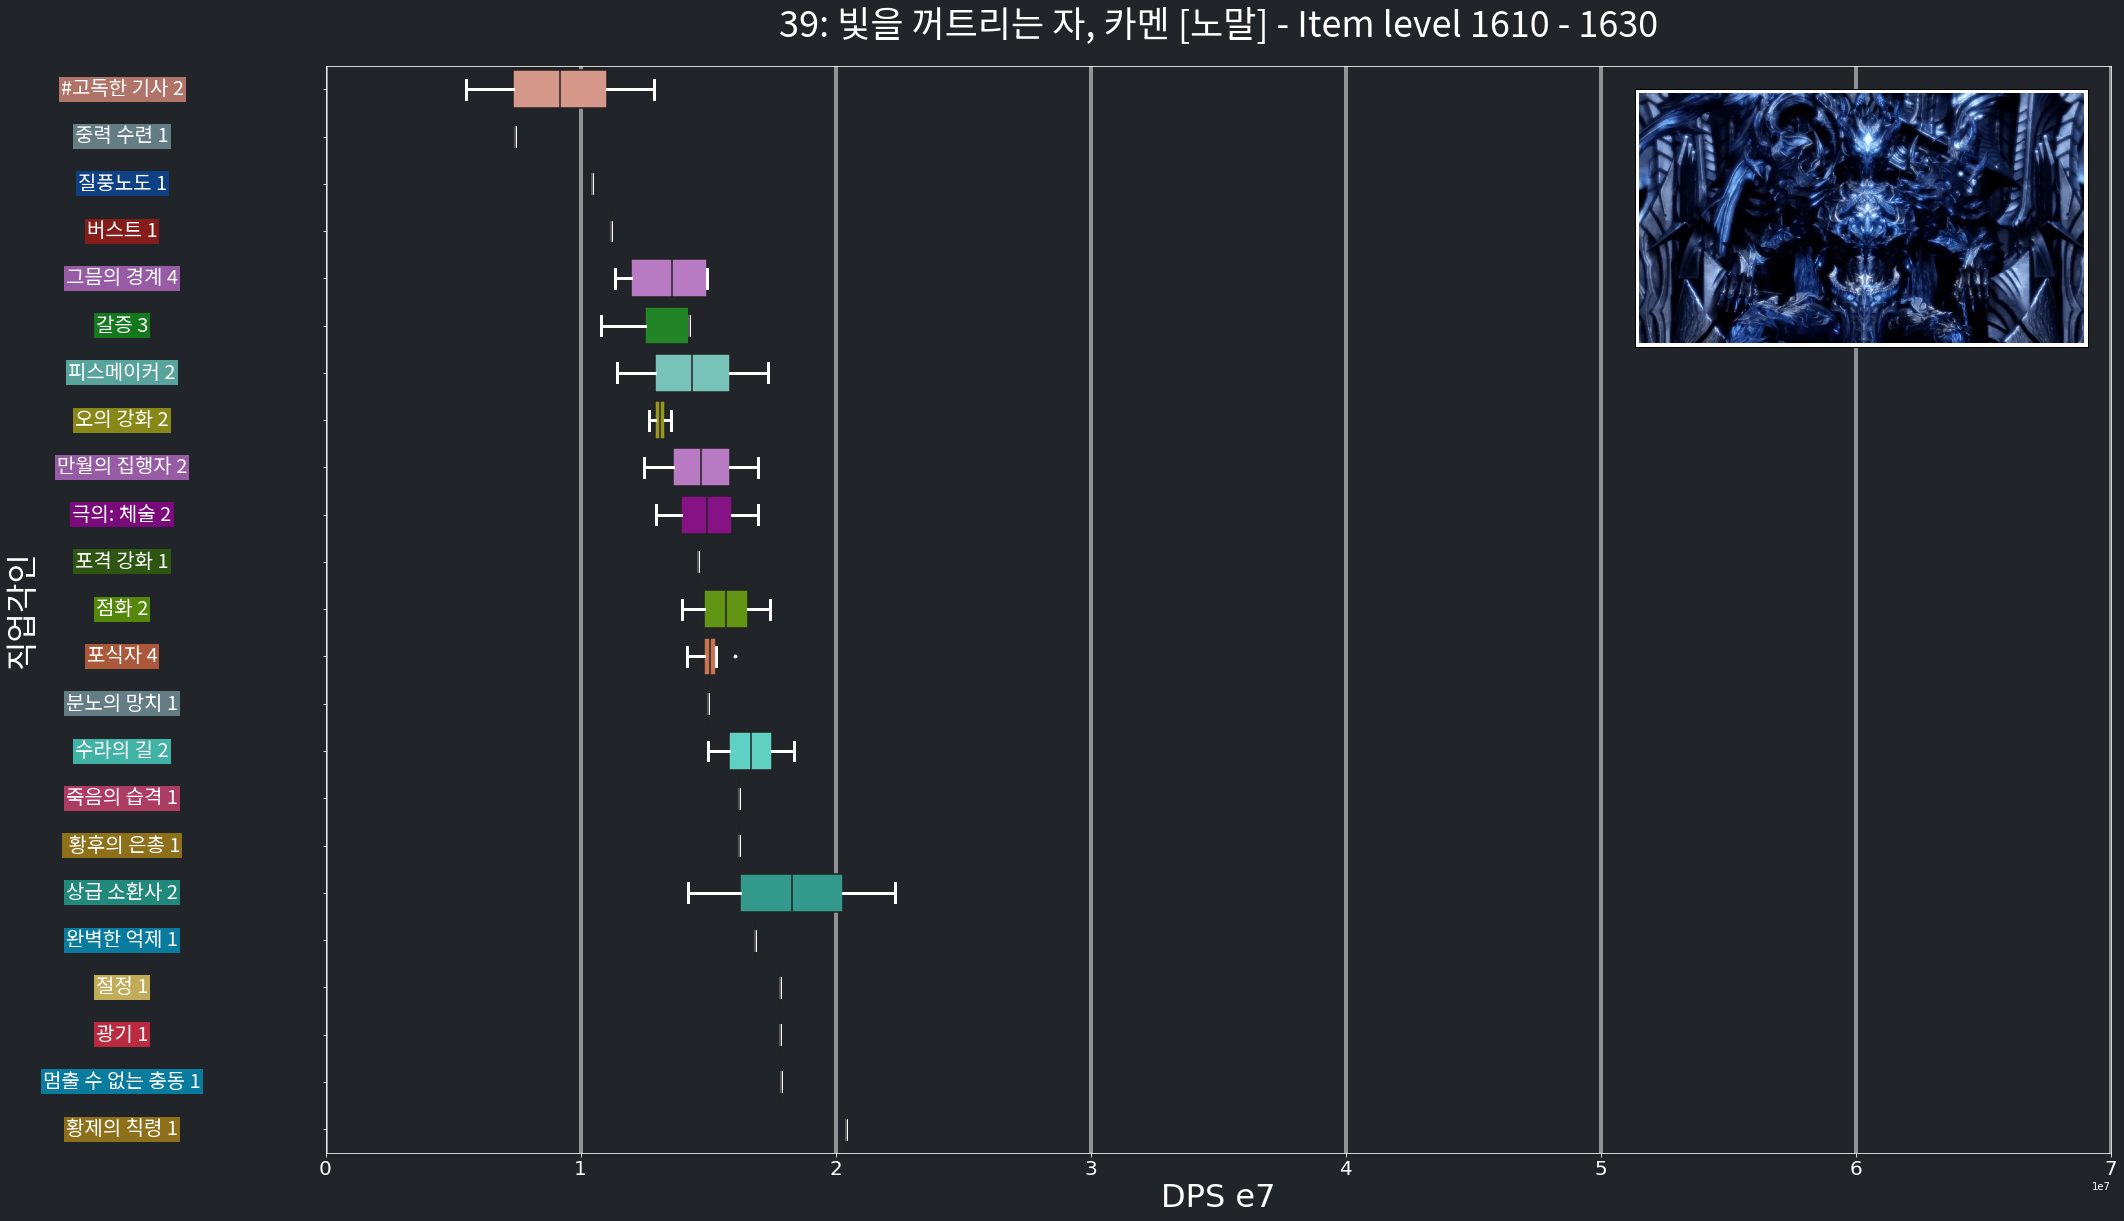 39: 빛을 꺼트리는 자, 카멘 [노말] - Item level 1610 - 1630
#고독한 기사 2
중력 수련 1
질풍노도 1
버스트 1
그믐의 경계 4
갈증 3
피스메이커 2
오의 강화 2
만월의 집행자 2
극의: 체술 2
포격 강화 1
점화 2
포식자 4
분노의 망치 1
수라의 길 2
죽음의 습격 1
황후의 은총 1
상급 소환사 2
완벽한 억제 1
절정 1
광기 1
멈출 수 없는 충동 1
황제의 칙령 1
직업각인
0 1 2 3 4 5 6 7
1e7
DPS e7